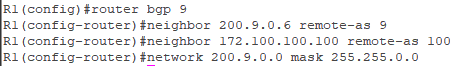 R1(config)#router bgp 9
R1(config-router)#neighbor 200.9.0.6 remote-as 9
R1(config-router)#neighbor 172.100.100.100 remote-as 100
R1(config-router)#network 200.9.0.0 mask 255.255.0.0